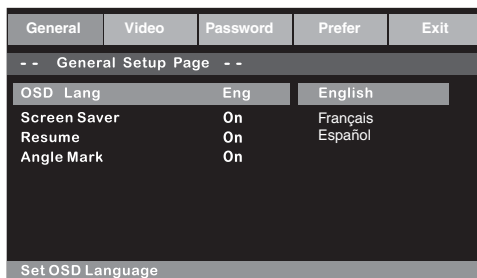 General Video Password Prefer Exit
-- General Setup Page --
OSD Lang Eng English
Screen Saver On Français
Resume On Español
Angle Mark On
Set OSD Language